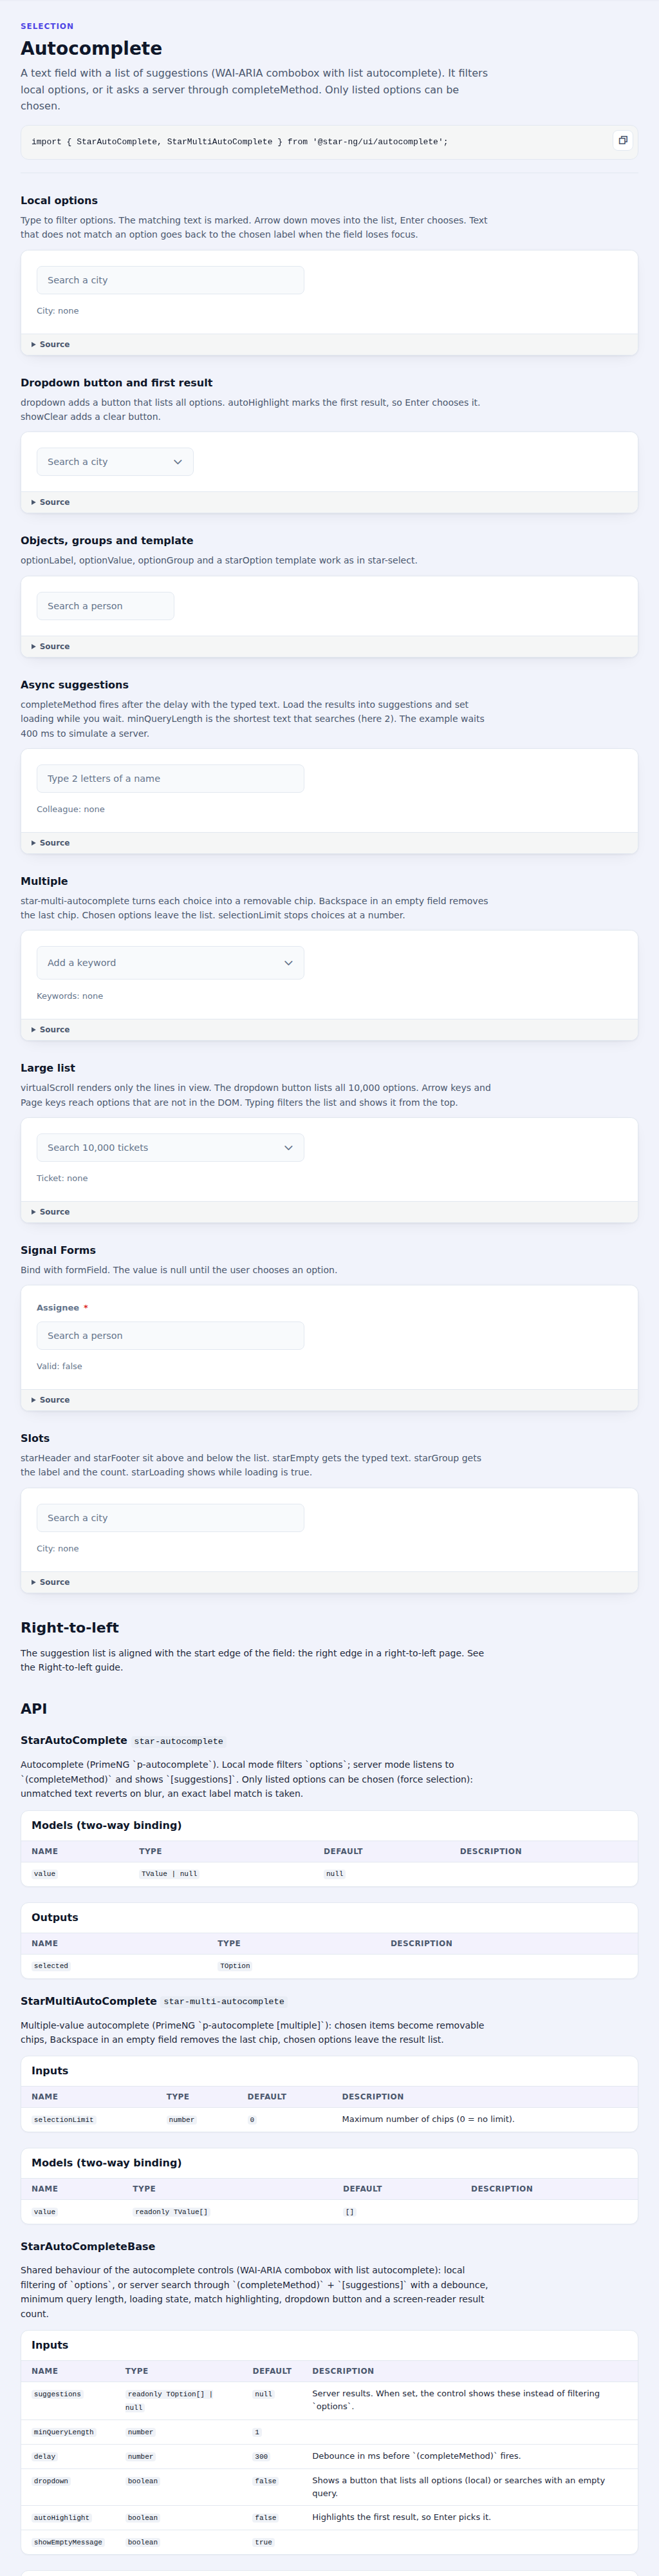 SELECTION
Autocomplete
A text field with a list of suggestions (WAI-ARIA combobox with list autocomplete). It filters
local options, or it asks a server through completeMethod. Only listed options can be
chosen.
import { StarAutoComplete, StarMultiAutoComplete } from '@star-ng/ui/autocomplete';
Local options
Type to filter options. The matching text is marked. Arrow down moves into the list, Enter chooses. Text
that does not match an option goes back to the chosen label when the field loses focus.
Search a city
City: none
Source
Dropdown button and first result
dropdown adds a button that lists all options. autoHighlight marks the first result, so Enter chooses it.
showClear adds a clear button.
Search a city
Source
Objects, groups and template
optionLabel, optionValue, optionGroup and a starOption template work as in star-select.
Search a person
Source
Async suggestions
completeMethod fires after the delay with the typed text. Load the results into suggestions and set
loading while you wait. minQueryLength is the shortest text that searches (here 2). The example waits
400 ms to simulate a server.
Type 2 letters of a name
Colleague: none
Source
Multiple
star-multi-autocomplete turns each choice into a removable chip. Backspace in an empty field removes
the last chip. Chosen options leave the list. selectionLimit stops choices at a number.
Add a keyword
Keywords: none
Source
Large list
virtualScroll renders only the lines in view. The dropdown button lists all 10,000 options. Arrow keys and
Page keys reach options that are not in the DOM. Typing filters the list and shows it from the top.
Search 10,000 tickets
Ticket: none
Source
Signal Forms
Bind with formField. The value is null until the user chooses an option.
Assignee *
Search a person
Valid: false
Source
Slots
starHeader and starFooter sit above and below the list. starEmpty gets the typed text. starGroup gets
the label and the count. starLoading shows while loading is true.
Search a city
City: none
Source
Right-to-left
The suggestion list is aligned with the start edge of the field: the right edge in a right-to-left page. See
the Right-to-left guide.
API
StarAutoComplete star-autocomplete
Autocomplete (PrimeNG `p-autocomplete`). Local mode filters `options`; server mode listens to
`(completeMethod)` and shows `[suggestions]`. Only listed options can be chosen (force selection):
unmatched text reverts on blur, an exact label match is taken.
Models (two-way binding)
NAME TYPE DEFAULT DESCRIPTION
value TValue | null null
Outputs
NAME TYPE DESCRIPTION
selected TOption
StarMultiAutoComplete star-multi-autocomplete
Multiple-value autocomplete (PrimeNG `p-autocomplete [multiple]`): chosen items become removable
chips, Backspace in an empty field removes the last chip, chosen options leave the result list.
Inputs
NAME TYPE DEFAULT DESCRIPTION
selectionLimit number 0 Maximum number of chips (0 = no limit).
Models (two-way binding)
NAME TYPE DEFAULT DESCRIPTION
value readonly TValue[] []
StarAutoCompleteBase
Shared behaviour of the autocomplete controls (WAI-ARIA combobox with list autocomplete): local
filtering of `options`, or server search through `(completeMethod)` + `[suggestions]` with a debounce,
minimum query length, loading state, match highlighting, dropdown button and a screen-reader result
count.
Inputs
NAME TYPE DEFAULT DESCRIPTION
suggestions readonly TOption[] | null Server results. When set, the control shows these instead of filtering
null `options`.
minQueryLength number 1
delay number 300 Debounce in ms before `(completeMethod)` fires.
dropdown boolean false Shows a button that lists all options (local) or searches with an empty
query.
autoHighlight boolean false Highlights the first result, so Enter picks it.
showEmptyMessage boolean true